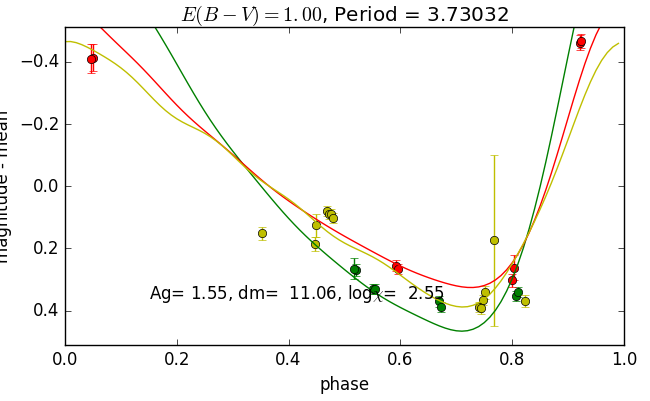 E(B − V) = 1.00, Period = 3.73032
magnitude - mean
−0.4
−0.2
0.0
0.2
0.4
Ag= 1.55, dm= 11.06, logχ= 2.55
0.0 0.2 0.4 0.6 0.8 1.0
phase